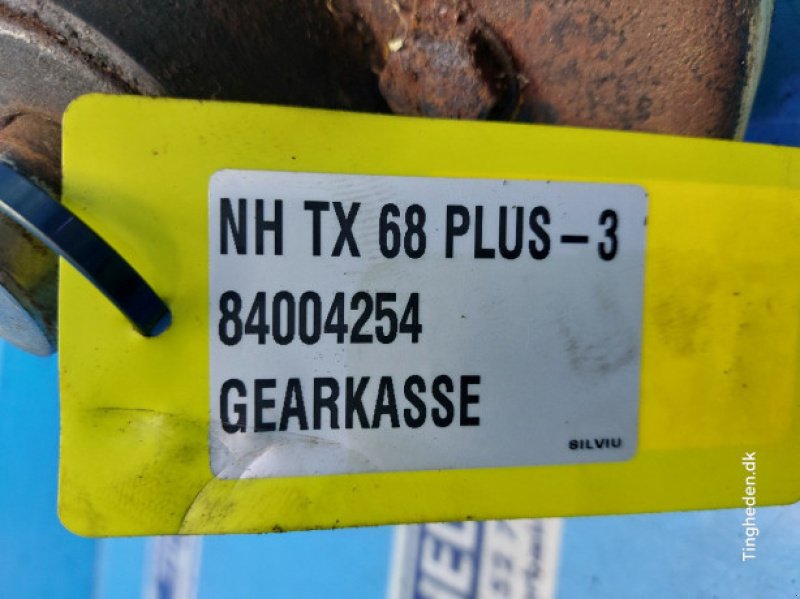 NH TX 68 PLUS-3
84004254
GEARKASSE
SILVIU
Tingheden.dk